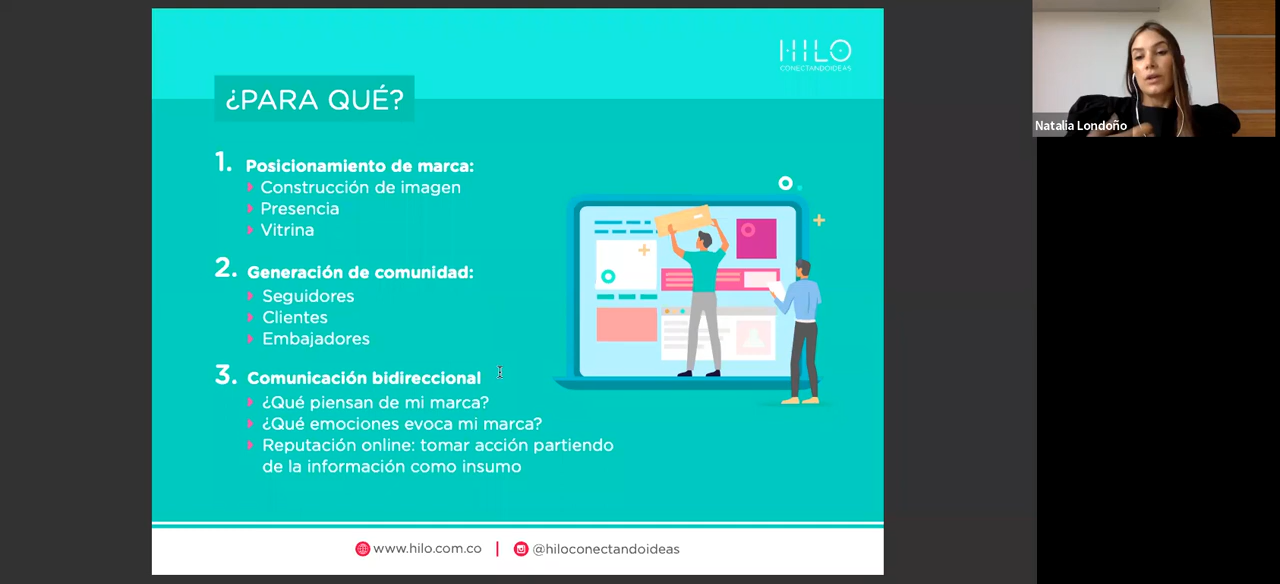 HILO
CONECTANDOIDEAS
¿PARA QUÉ?
1. Posicionamiento de marca:
Construcción de imagen
Presencia
Vitrina
2. Generación de comunidad:
Seguidores
Clientes
Embajadores
3. Comunicación bidireccional
¿Qué piensan de mi marca?
¿Qué emociones evoca mi marca?
Reputación online: tomar acción partiendo
de la información como insumo
www.hilo.com.co | @hiloconectandoideas
Natalia Londoño